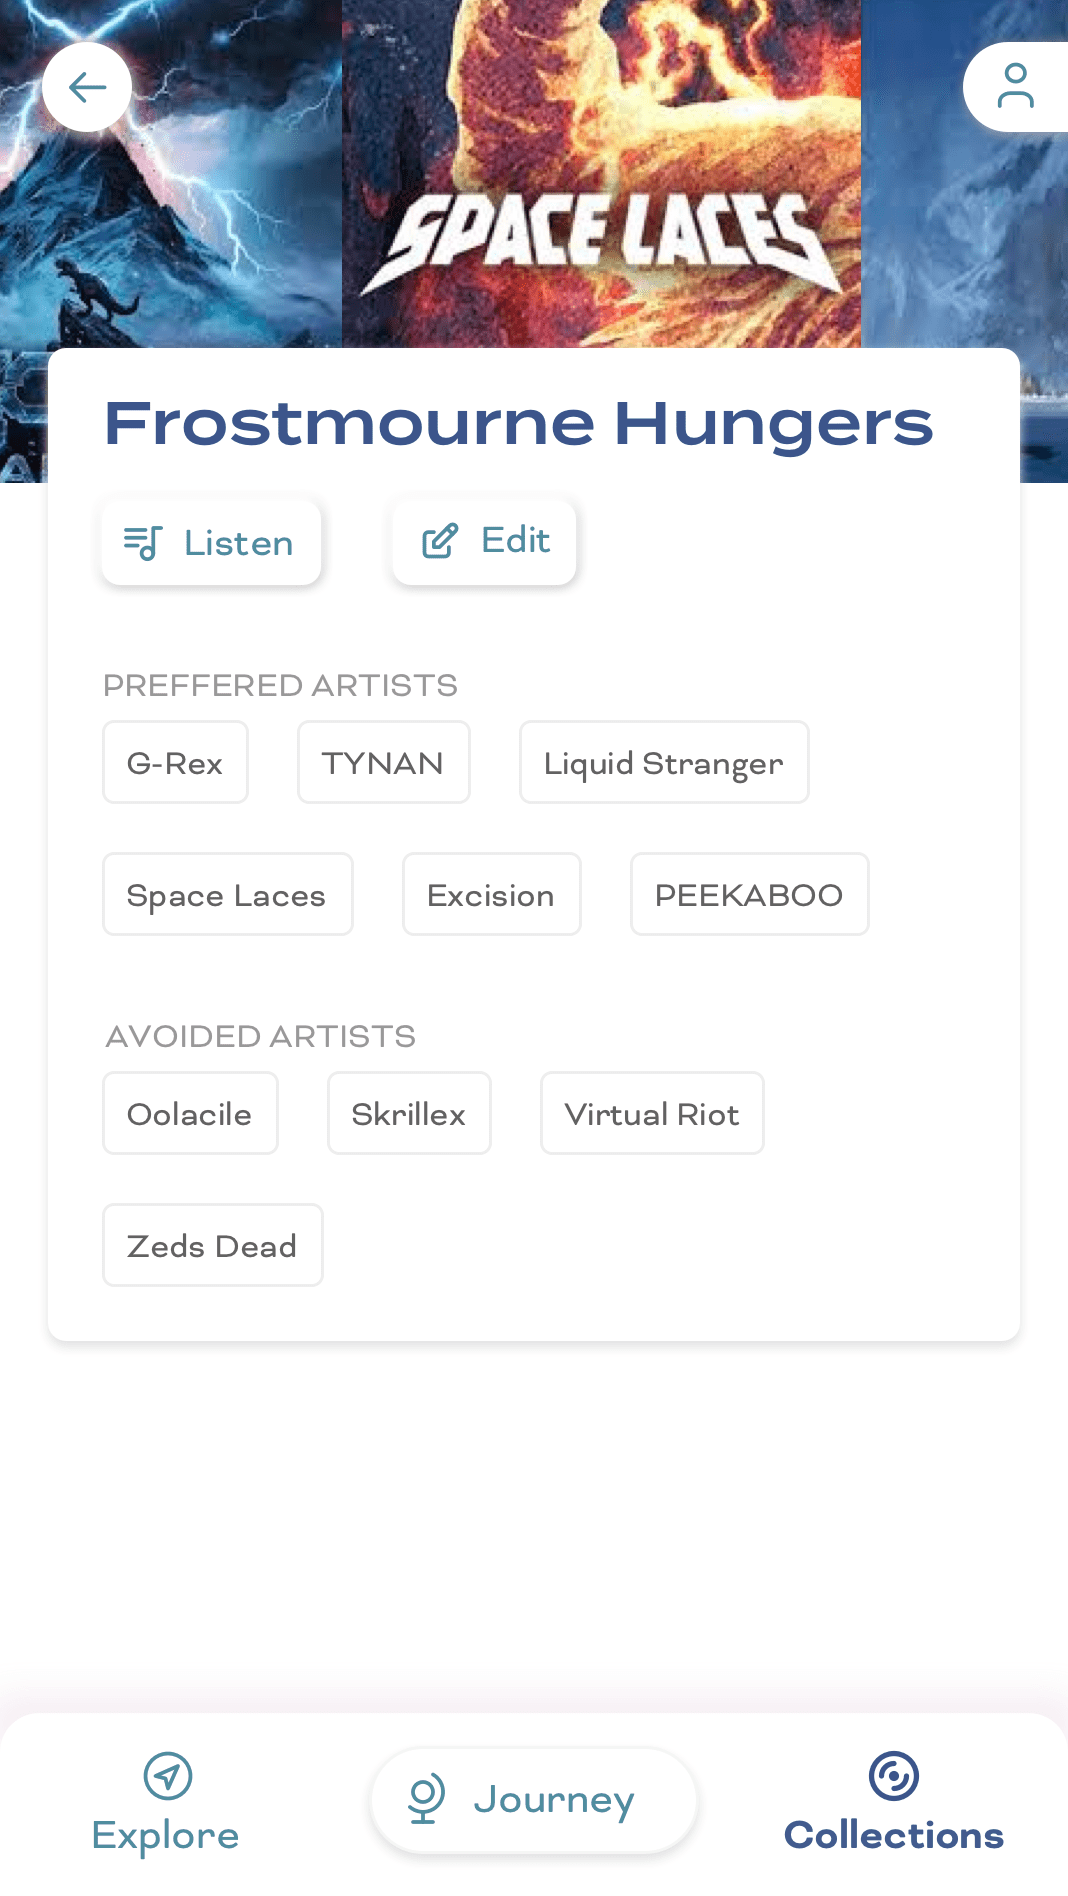 SPACE LACES
Frostmourne Hungers
Listen
Edit
PREFFERED ARTISTS
G-Rex
TYNAN
Liquid Stranger
Space Laces
Excision
PEEKABOO
AVOIDED ARTISTS
Oolacile
Skrillex
Virtual Riot
Zeds Dead
Explore
Journey
Collections